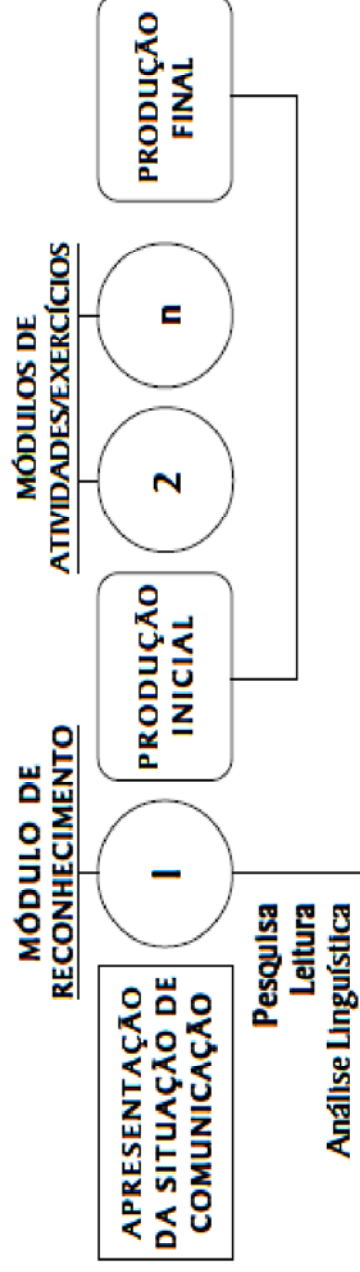 APRESENTAÇÃO
DA SITUAÇÃO DE
COMUNICAÇÃO
MÓDULO DE
RECONHECIMENTO
I
Pesquisa
Leitura
Análise Linguística
PRODUÇÃO
INICIAL
MÓDULOS DE
ATIVIDADES/EXERCÍCIOS
2
n
PRODUÇÃO
FINAL